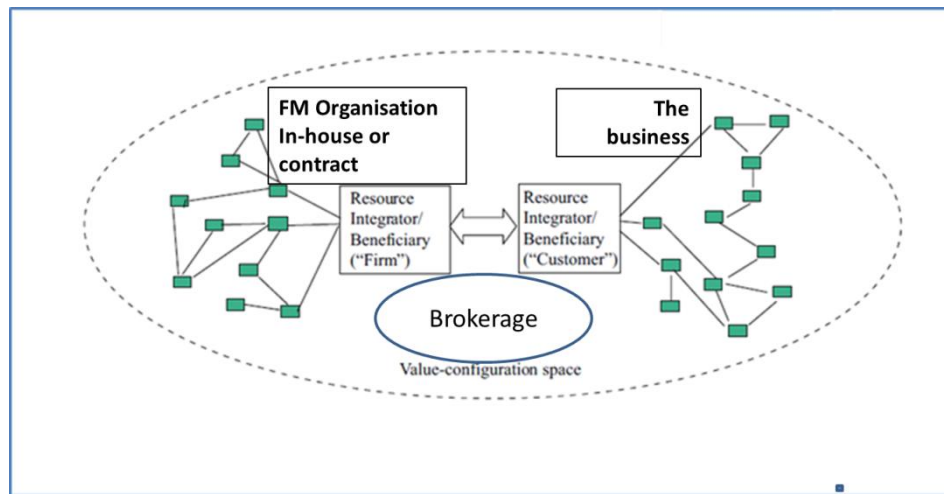 FM Organisation
In-house or
contract
The
business
Resource
Integrator/
Beneficiary
(“Firm”)
Resource
Integrator/
Beneficiary
(“Customer”)
Brokerage
Value-configuration space